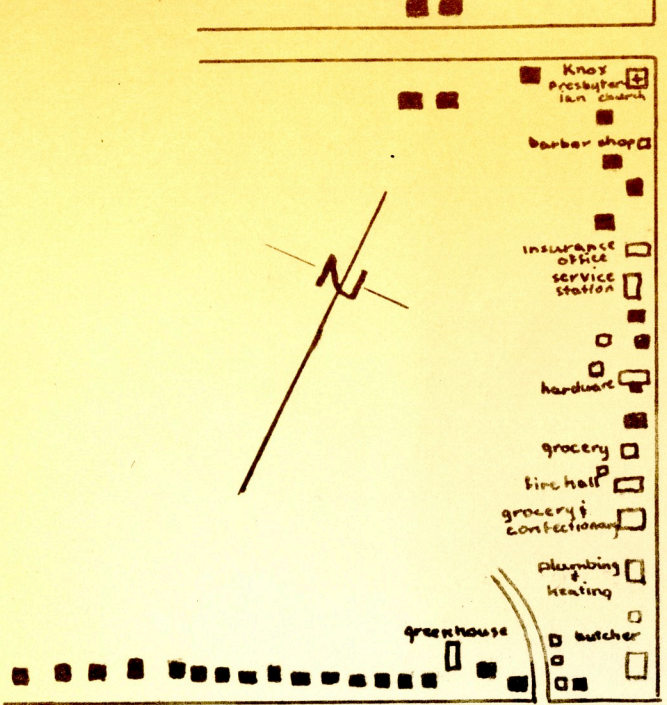 Knox
Presbyter-
ian church
barber shop
insurance
office
service
station
N
hardware
grocery
fire hall
grocery &
confectionary
plumbing
&
heating
butcher
greenhouse